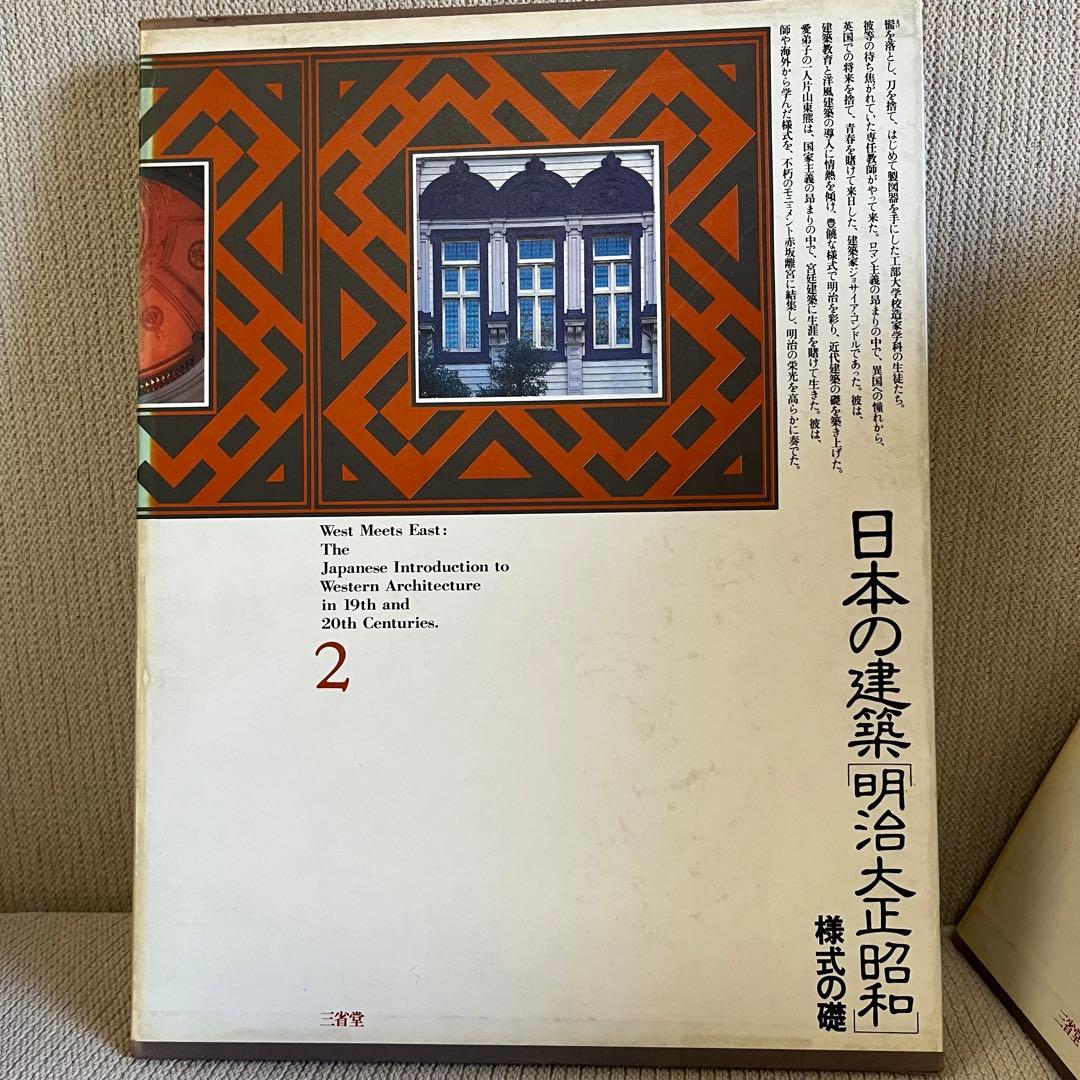 髷を落とし、刀を捨て、はじめて製図器を手にした工部大学校造家学科の生徒たち。
彼等の待ち焦がれていた専任教師がやって来た。ロマン主義の昂まりの中で、異国への憧れから、
英国での将来を捨て、青春を賭けて来日した、建築家ジョサイア・コンドルであった。彼は、
建築教育と洋風建築の導入に情熱を傾け、豊饒な様式で明治を彩り、近代建築の礎を築き上げた。
愛弟子の一人片山東熊は、国家主義の昂まりの中で、宮廷建築に生涯を賭けて生きた。彼は、
師や海外から学んだ様式を、不朽のモニュメント赤坂離宮に結集し、明治の栄光を高らかに奏でた。
日本の建築[明治大正昭和]
様式の礎
West Meets East:
The
Japanese Introduction to
Western Architecture
in 19th and
20th Centuries.
2
三省堂
三省堂